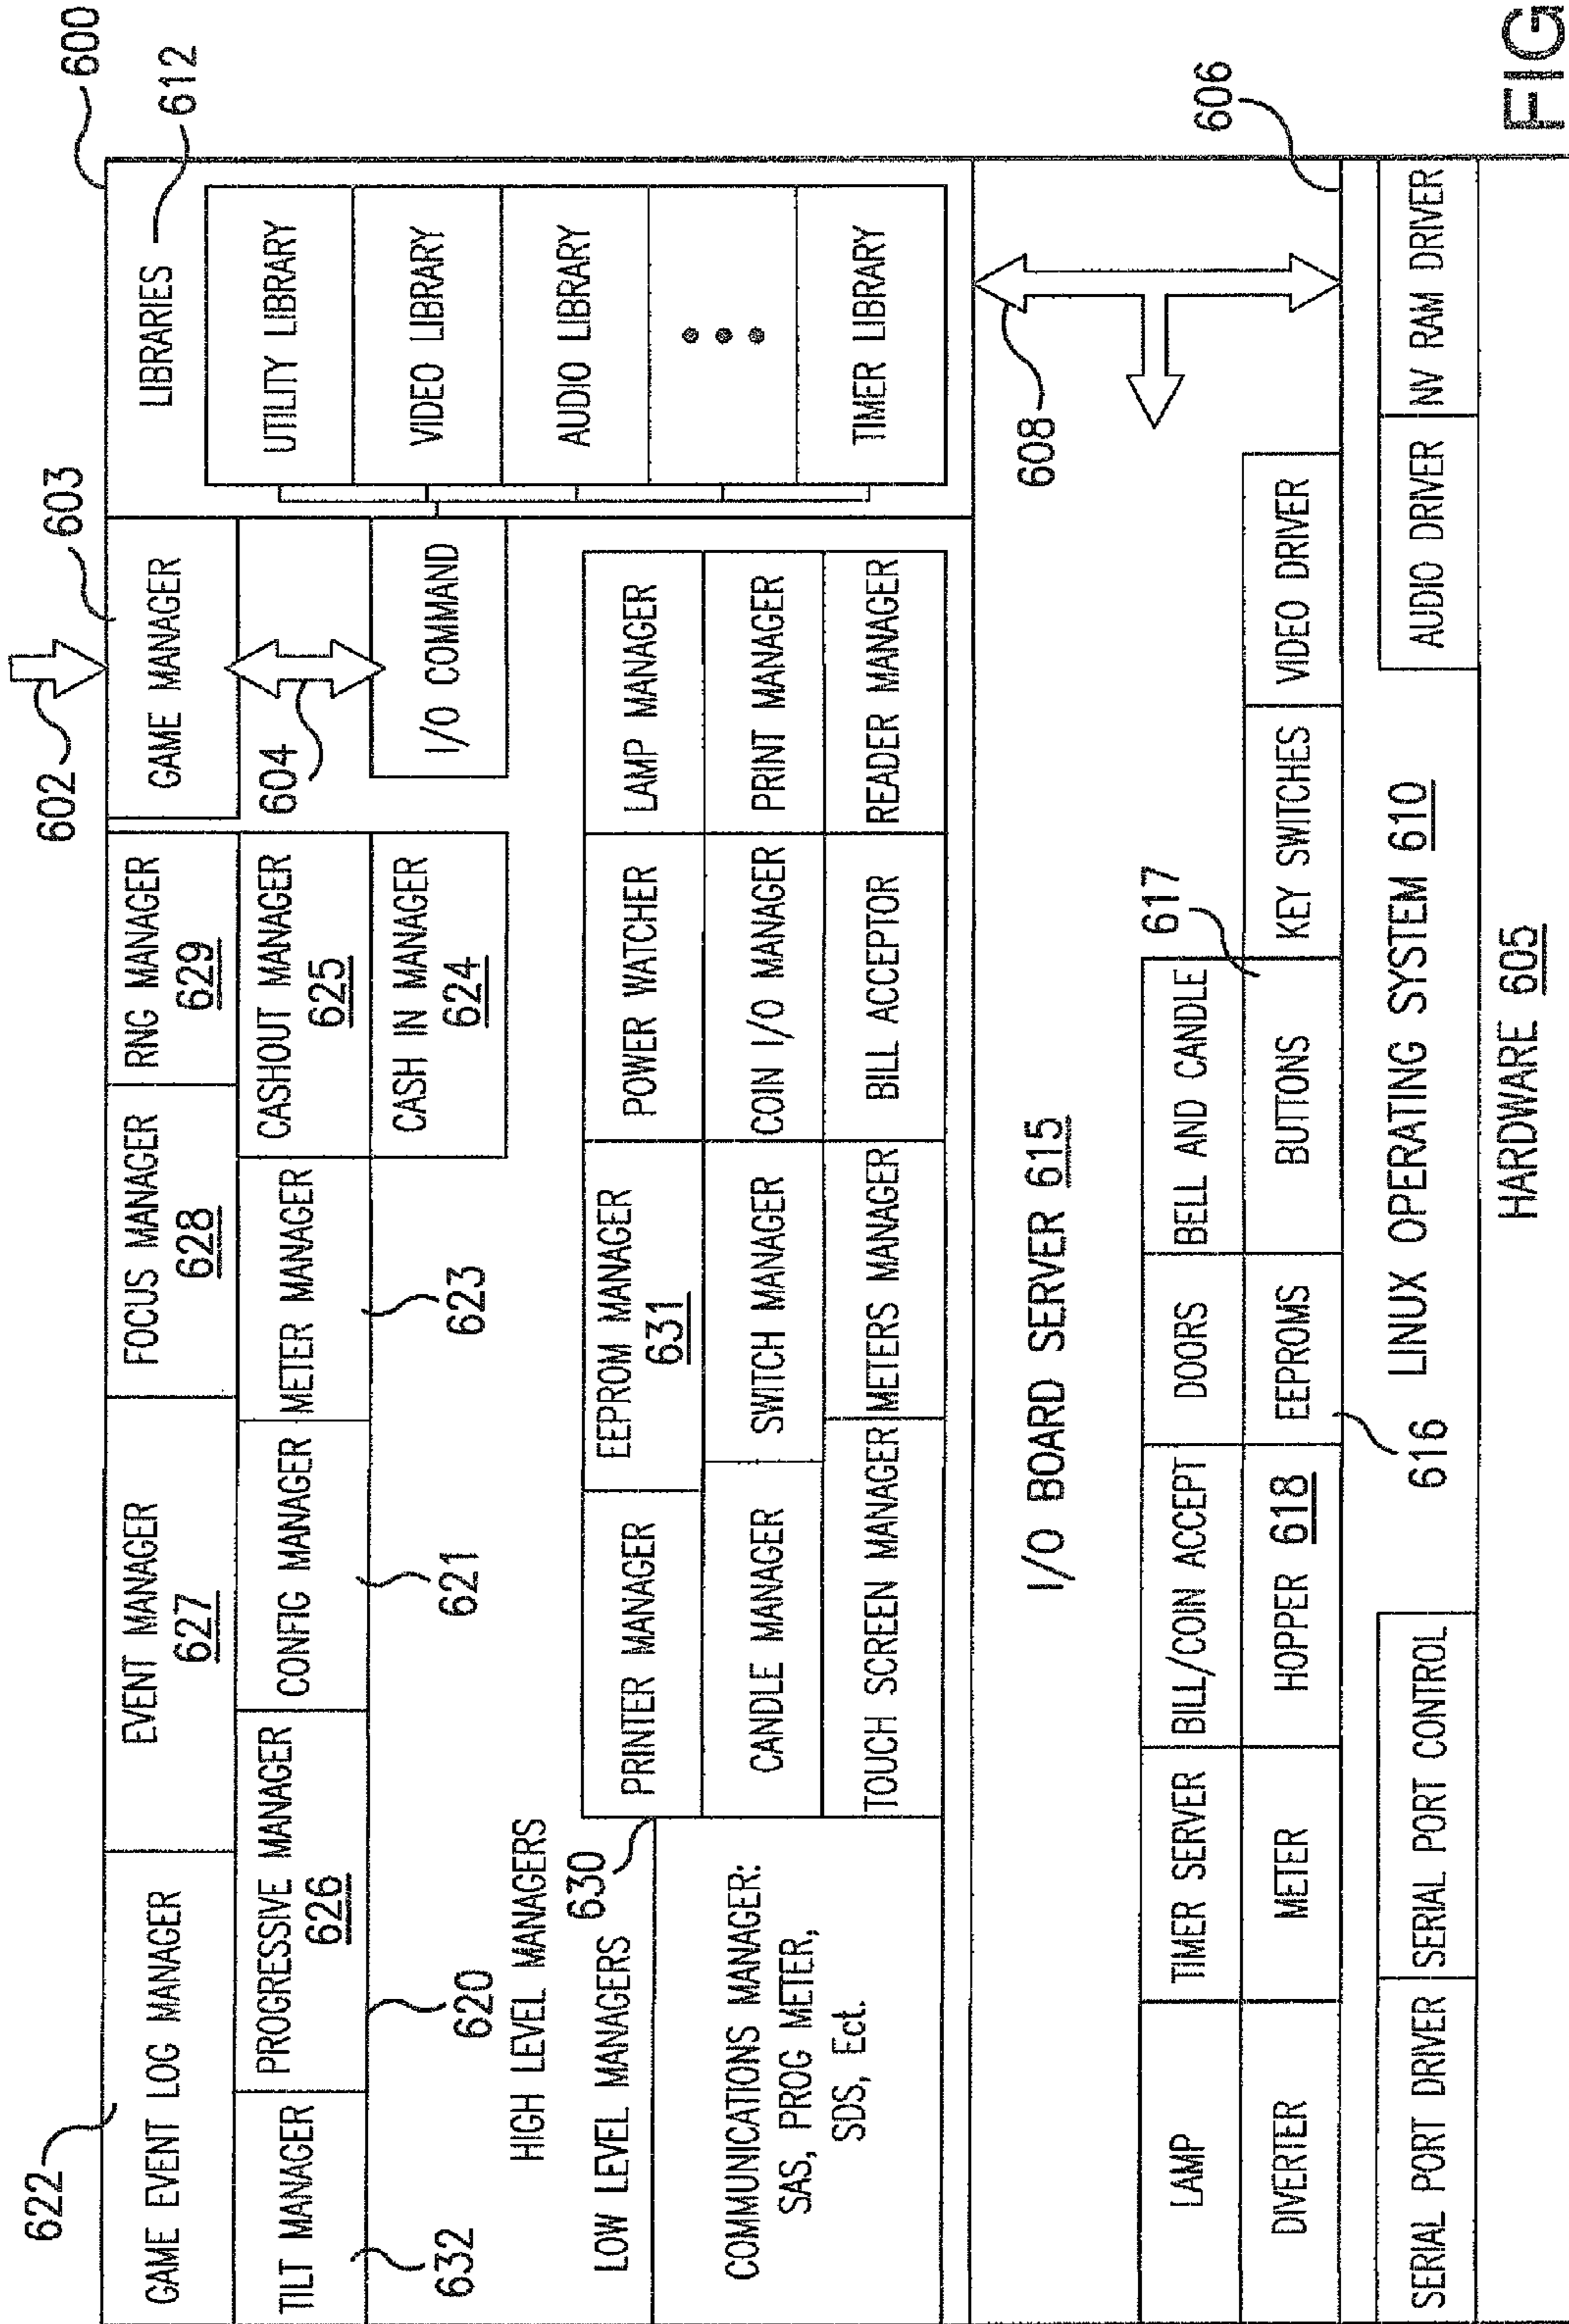 602
603
600
622
GAME EVENT LOG MANAGER
EVENT MANAGER
627
FOCUS MANAGER
628
RNG MANAGER
629
GAME MANAGER
LIBRARIES
612
TILT MANAGER
632
PROGRESSIVE MANAGER
626
620
CONFIG MANAGER
621
METER MANAGER
623
CASHOUT MANAGER
625
CASH IN MANAGER
624
604
I/O COMMAND
UTILITY LIBRARY
VIDEO LIBRARY
AUDIO LIBRARY
TIMER LIBRARY
HIGH LEVEL MANAGERS
LOW LEVEL MANAGERS
630
COMMUNICATIONS MANAGER:
SAS, PROG METER,
SDS, Ect.
PRINTER MANAGER
EEPROM MANAGER
631
POWER WATCHER
LAMP MANAGER
CANDLE MANAGER
SWITCH MANAGER
COIN I/O MANAGER
PRINT MANAGER
TOUCH SCREEN MANAGER
METERS MANAGER
BILL ACCEPTOR
READER MANAGER
I/O BOARD SERVER 615
608
606
LAMP
TIMER SERVER
BILL/COIN ACCEPT
DOORS
BELL AND CANDLE
617
DIVERTER
METER
HOPPER 618
EEPROMS
BUTTONS
KEY SWITCHES
VIDEO DRIVER
616
SERIAL PORT DRIVER
SERIAL PORT CONTROL
LINUX OPERATING SYSTEM 610
AUDIO DRIVER
NV RAM DRIVER
HARDWARE 605
FIG